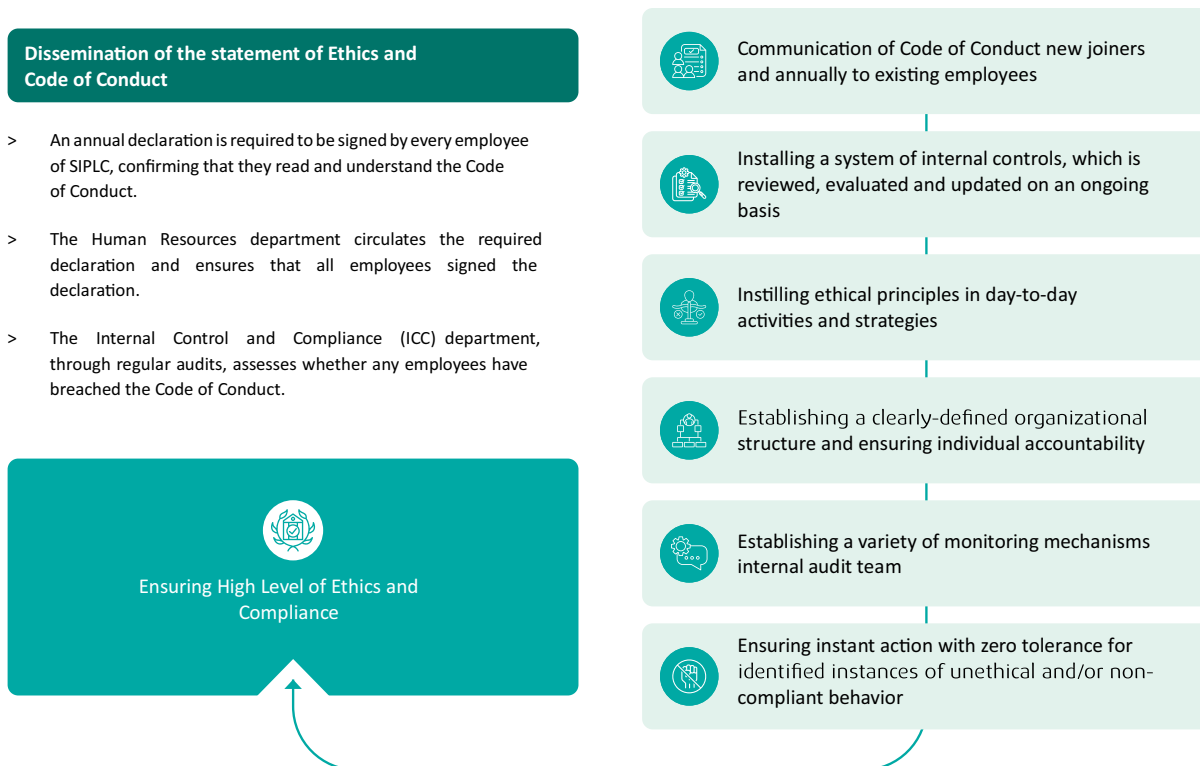 Dissemination of the statement of Ethics and
Code of Conduct
> An annual declaration is required to be signed by every employee
of SIPLC, confirming that they read and understand the Code
of Conduct.
> The Human Resources department circulates the required
declaration and ensures that all employees signed the
declaration.
> The Internal Control and Compliance (ICC) department,
through regular audits, assesses whether any employees have
breached the Code of Conduct.
Ensuring High Level of Ethics and
Compliance
Communication of Code of Conduct new joiners
and annually to existing employees
Installing a system of internal controls, which is
reviewed, evaluated and updated on an ongoing
basis
Instilling ethical principles in day-to-day
activities and strategies
Establishing a clearly-defined organizational
structure and ensuring individual accountability
Establishing a variety of monitoring mechanisms
internal audit team
Ensuring instant action with zero tolerance for
identified instances of unethical and/or non-
compliant behavior